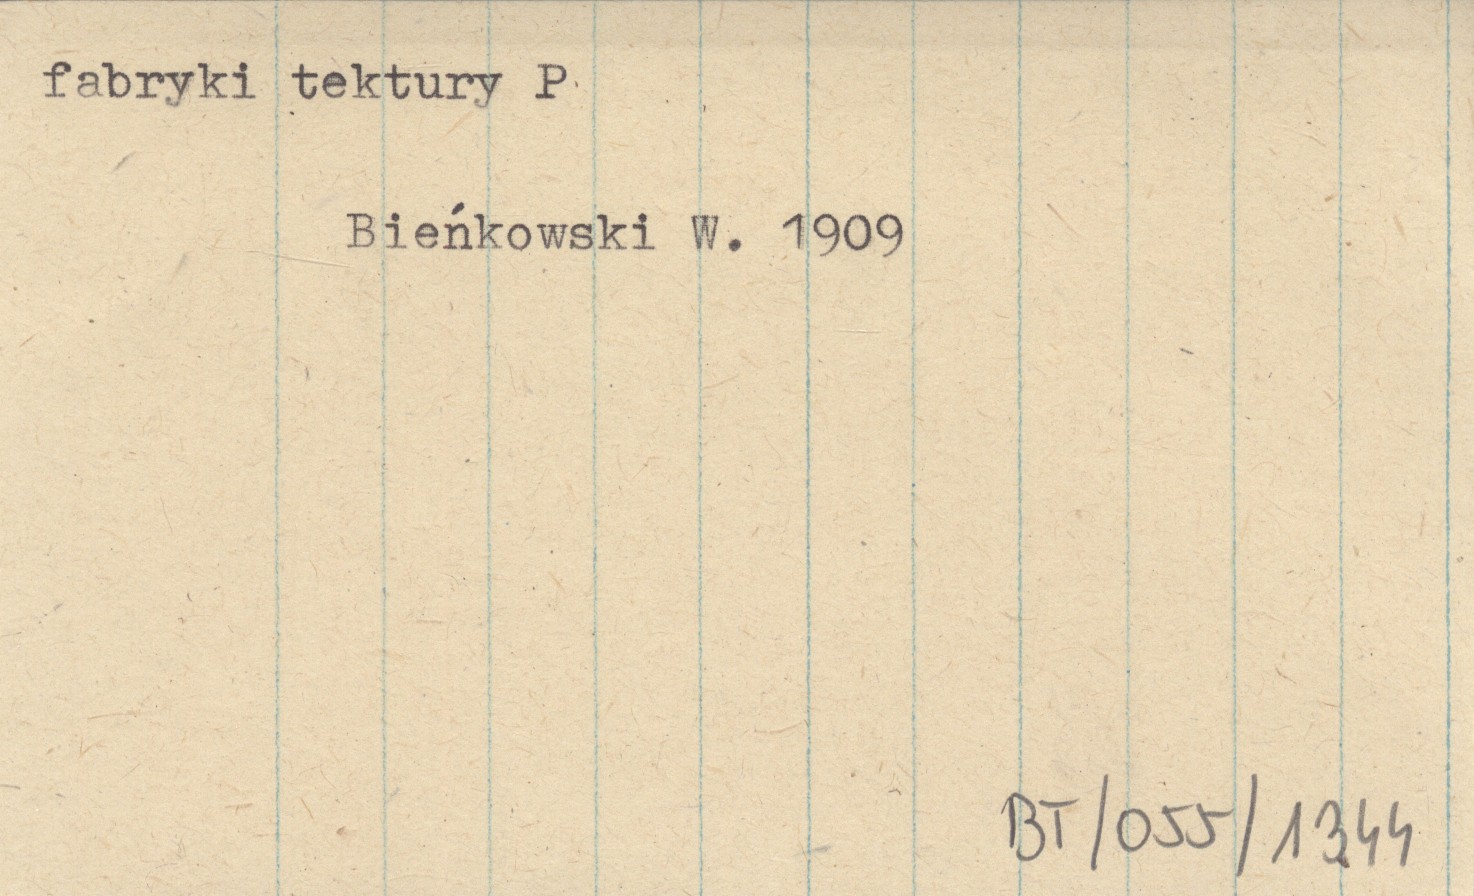 fabryki tektury P
Bieńkowski W. 1909
BT/055/1344